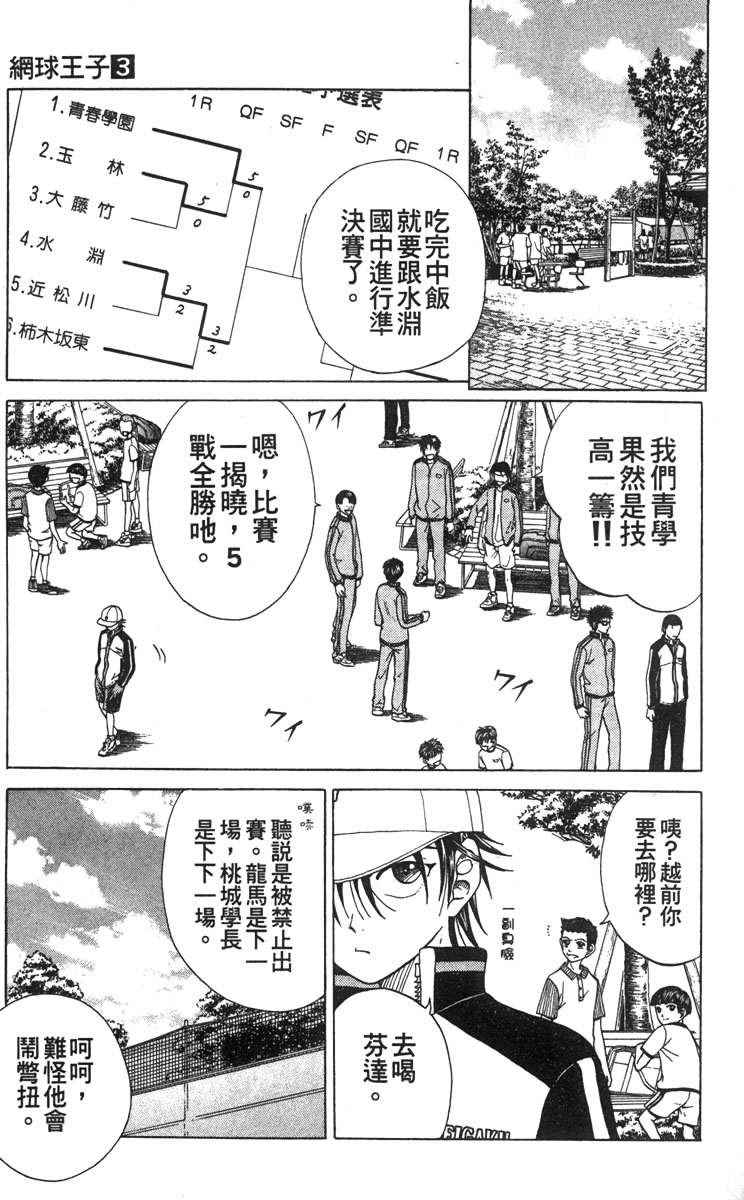 網球王子3
吃完中飯
就要跟水淵
國中進行準
決賽了。
1R QF SF F SF QF 1R
1.青春學園
2.玉 林
3.大藤竹
4.水 淵
5.近松川
6.柿木坂東
5
0
5
0
3
2
3
2
我們青學
果然是技
高一籌!!
ワイ
嗯，比賽
一揭曉，5
戰全勝吔。
ワイ
ワイ
咦？越前你
要去哪裡？
一副臭臉
去喝
芬達。
SEIGAKU
噗哧
聽說是被禁止出
賽。龍馬是下一
場，桃城學長
是下下一場。
呵呵，
難怪他會
鬧彆扭。